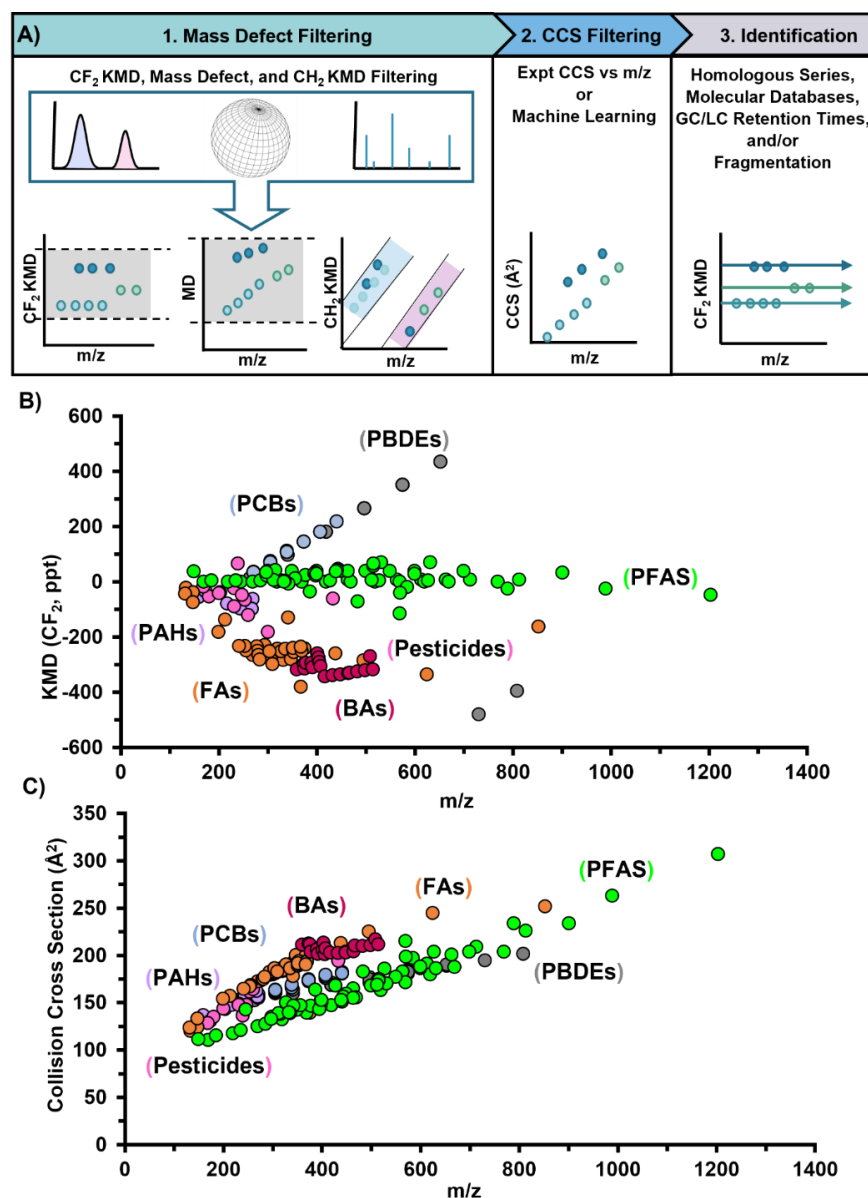 A)
1. Mass Defect Filtering
2. CCS Filtering
3. Identification
CF₂ KMD, Mass Defect, and CH₂ KMD Filtering
CF₂ KMD
m/z
MD
m/z
CH₂ KMD
m/z
Expt CCS vs m/z
or
Machine Learning
CCS (Å²)
m/z
Homologous Series,
Molecular Databases,
GC/LC Retention Times,
and/or
Fragmentation
CF₂ KMD
m/z
B)
KMD (CF₂, ppt)
600
400
200
0
-200
-400
-600
(PBDEs)
(PCBs)
(PFAS)
(PAHs)
(Pesticides)
(FAs)
(BAs)
0 200 400 600 800 1000 1200 1400
m/z
C)
Collision Cross Section (Å²)
350
300
250
200
150
100
50
0
(PFAS)
(FAs)
(BAs)
(PCBs)
(PAHs)
(PBDEs)
(Pesticides)
0 200 400 600 800 1000 1200 1400
m/z